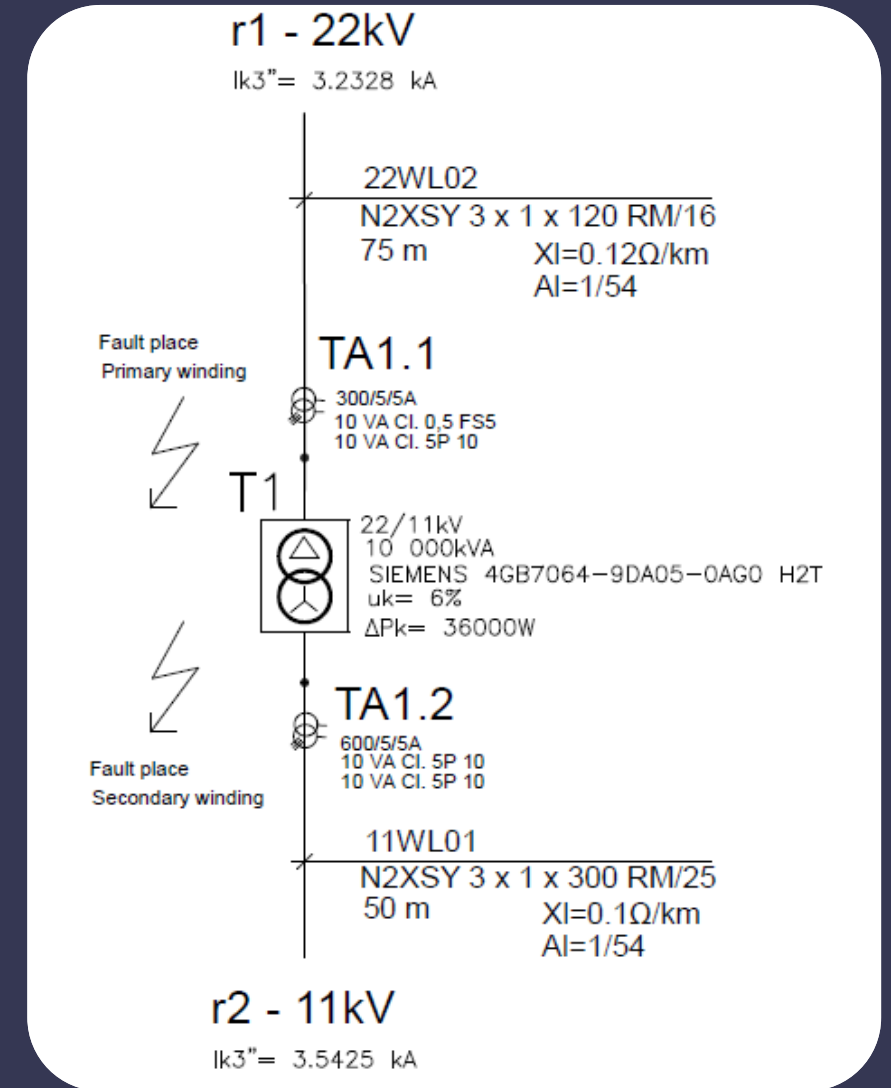 r1 - 22kV
Ik3"= 3.2328 kA
22WL02
N2XSY 3 x 1 x 120 RM/16
75 m XI=0.12Ω/km
AI=1/54
Fault place
Primary winding
TA1.1
300/5/5A
10 VA Cl. 0,5 FS5
10 VA Cl. 5P 10
T1
22/11kV
10 000kVA
SIEMENS 4GB7064-9DA05-0AG0 H2T
uk= 6%
ΔPk= 36000W
TA1.2
600/5/5A
10 VA Cl. 5P 10
10 VA Cl. 5P 10
Fault place
Secondary winding
11WL01
N2XSY 3 x 1 x 300 RM/25
50 m XI=0.1Ω/km
AI=1/54
r2 - 11kV
Ik3"= 3.5425 kA